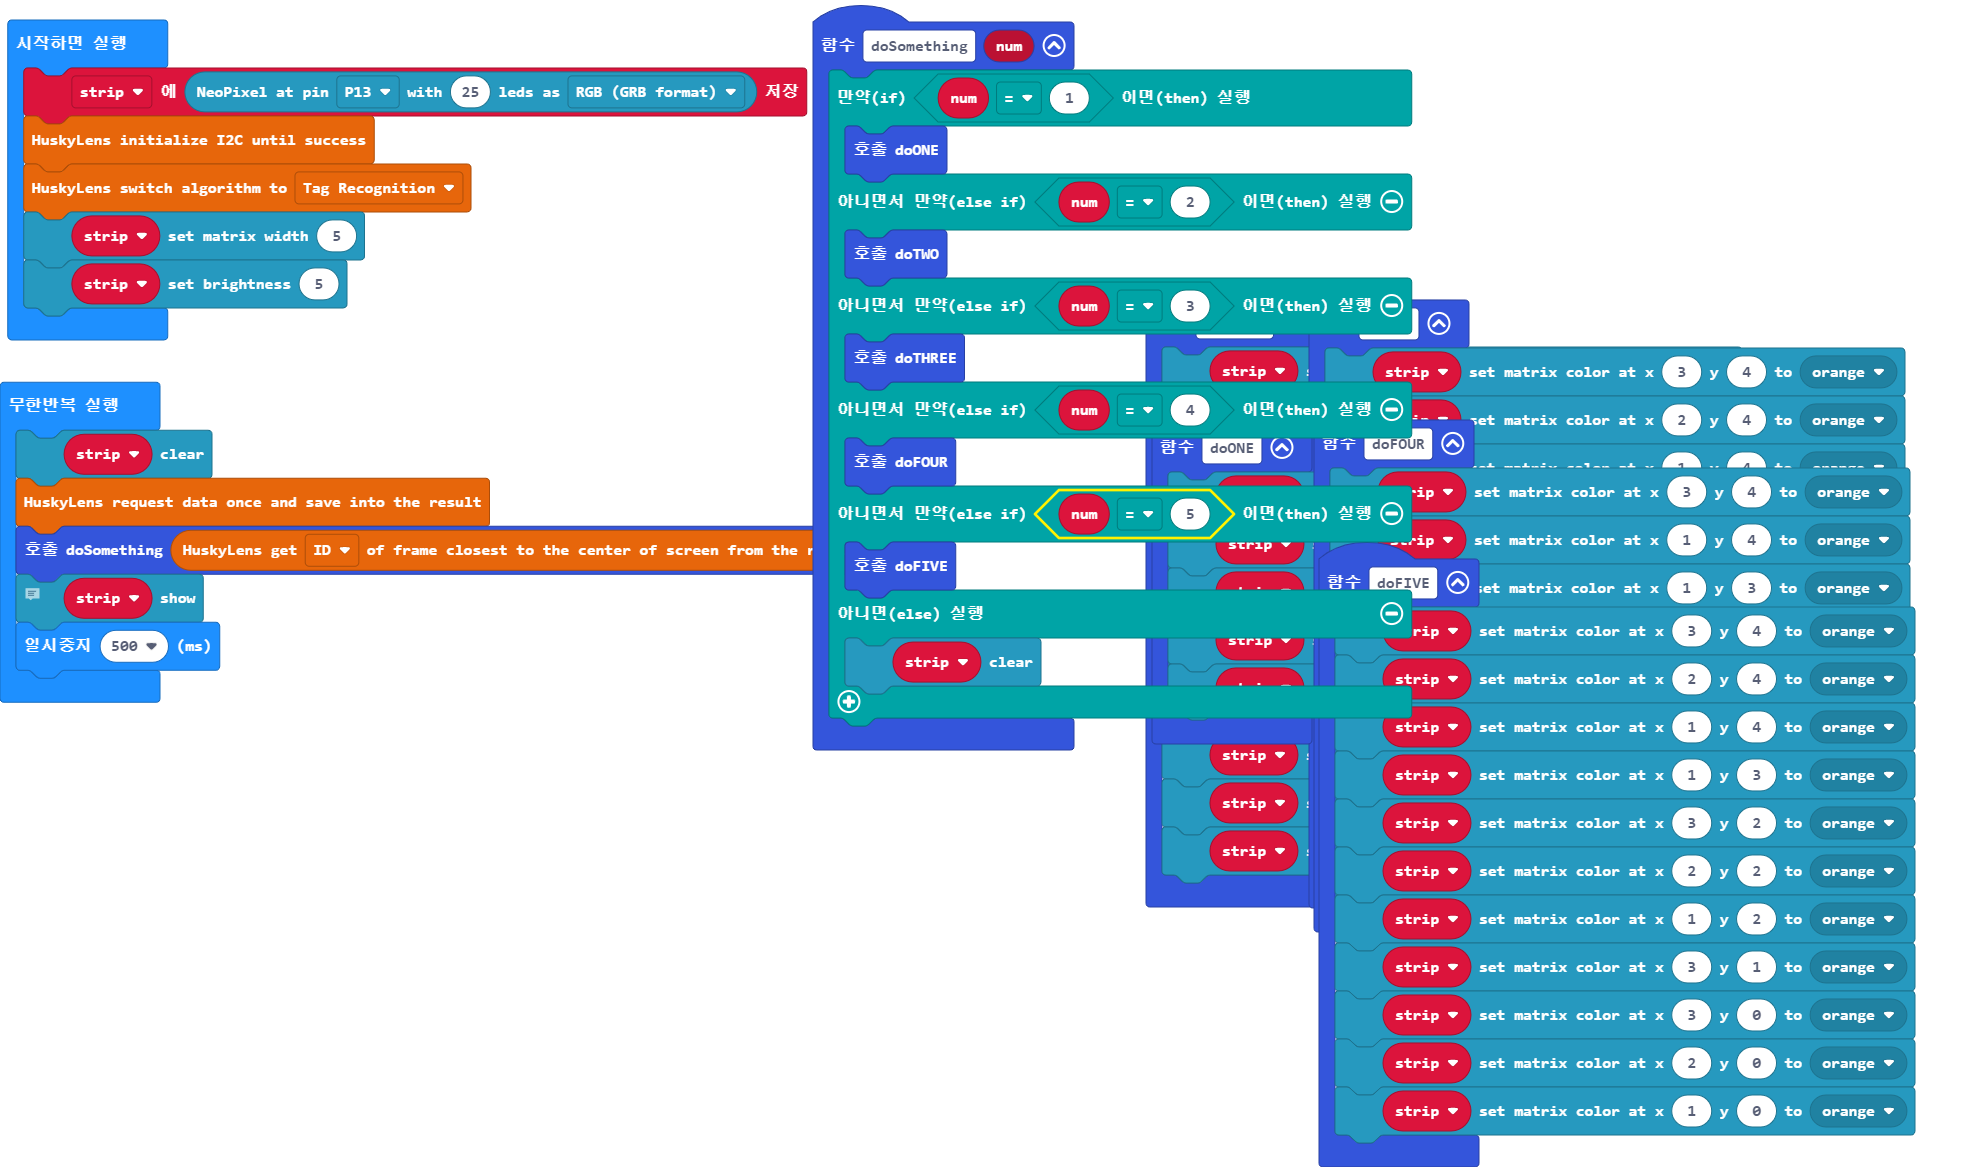 시작하면 실행
strip 에 NeoPixel at pin P13 with 25 leds as RGB (GRB format) 저장
HuskyLens initialize I2C until success
HuskyLens switch algorithm to Tag Recognition
strip set matrix width 5
strip set brightness 5
무한반복 실행
strip clear
HuskyLens request data once and save into the result
호출 doSomething HuskyLens get ID of frame closest to the center of screen from the
strip show
일시중지 500 (ms)
함수 doSomething num
만약(if) num = 1 이면(then) 실행
호출 doONE
아니면서 만약(else if) num = 2 이면(then) 실행
호출 doTWO
아니면서 만약(else if) num = 3 이면(then) 실행
호출 doTHREE
아니면서 만약(else if) num = 4 이면(then) 실행
호출 doFOUR
아니면서 만약(else if) num = 5 이면(then) 실행
호출 doFIVE
아니면(else) 실행
strip clear
strip
strip
strip
strip
함수 doONE
strip
strip
strip set matrix color at x 3 y 4 to orange
set matrix color at x 2 y 4 to orange
함수 doFOUR
strip set matrix color at x 3 y 4 to orange
strip set matrix color at x 1 y 4 to orange
set matrix color at x 1 y 3 to orange
함수 doFIVE
strip set matrix color at x 3 y 4 to orange
strip set matrix color at x 2 y 4 to orange
strip set matrix color at x 1 y 4 to orange
strip set matrix color at x 1 y 3 to orange
strip set matrix color at x 3 y 2 to orange
strip set matrix color at x 2 y 2 to orange
strip set matrix color at x 1 y 2 to orange
strip set matrix color at x 3 y 1 to orange
strip set matrix color at x 3 y 0 to orange
strip set matrix color at x 2 y 0 to orange
strip set matrix color at x 1 y 0 to orange